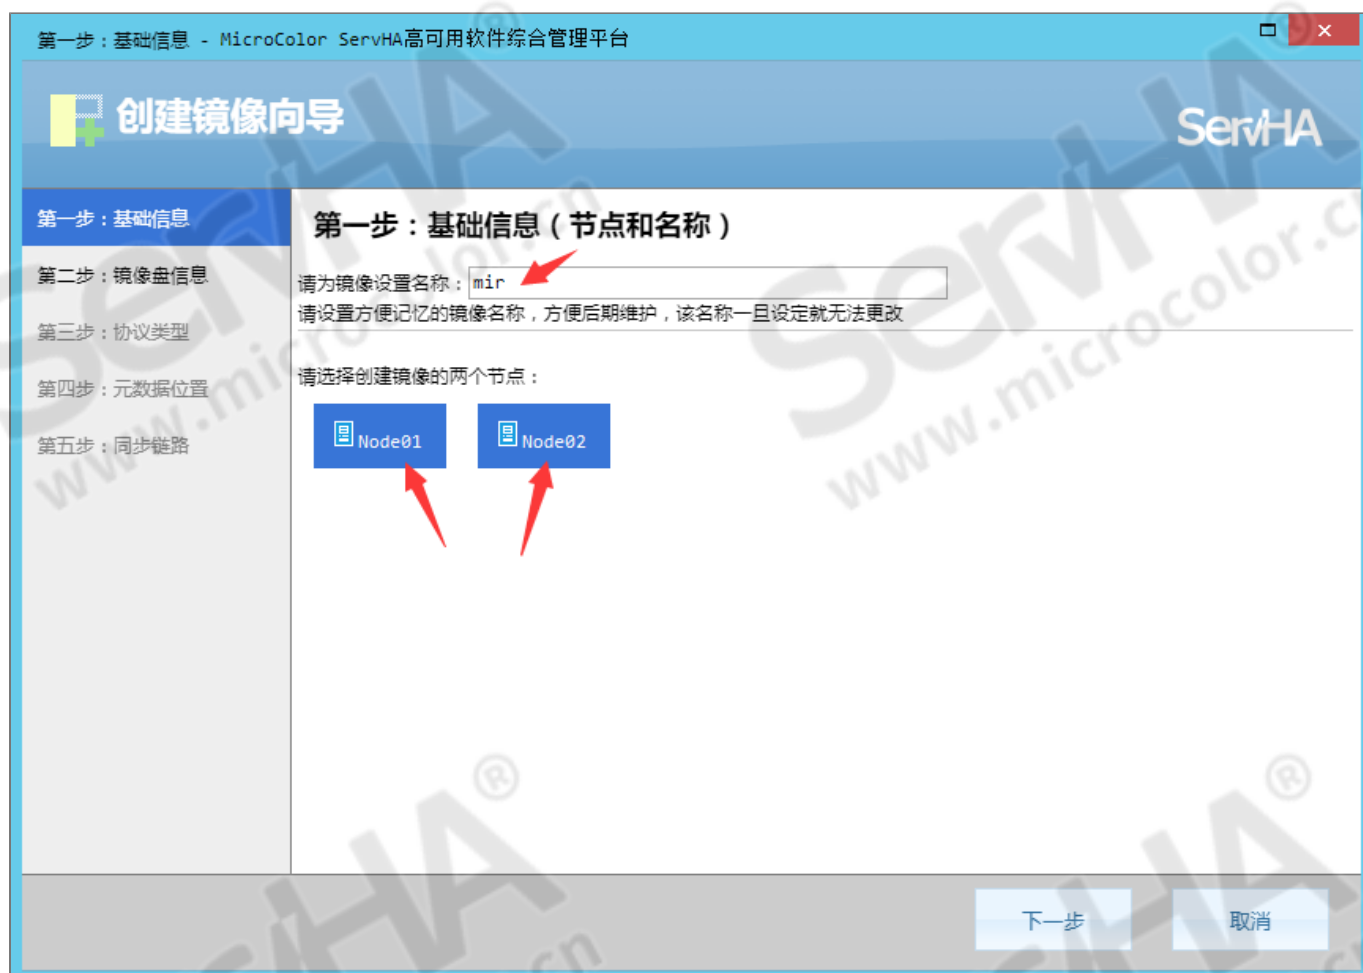 第一步：基础信息 - MicroColor ServHA高可用软件综合管理平台
创建镜像向导
ServHA
第一步：基础信息
第二步：镜像盘信息
第三步：协议类型
第四步：元数据位置
第五步：同步链路
第一步：基础信息（节点和名称）
请为镜像设置名称：mir
请设置方便记忆的镜像名称，方便后期维护，该名称一旦设定就无法更改
请选择创建镜像的两个节点：
Node01
Node02
下一步
取消
ServHA®
www.microcolor.cn